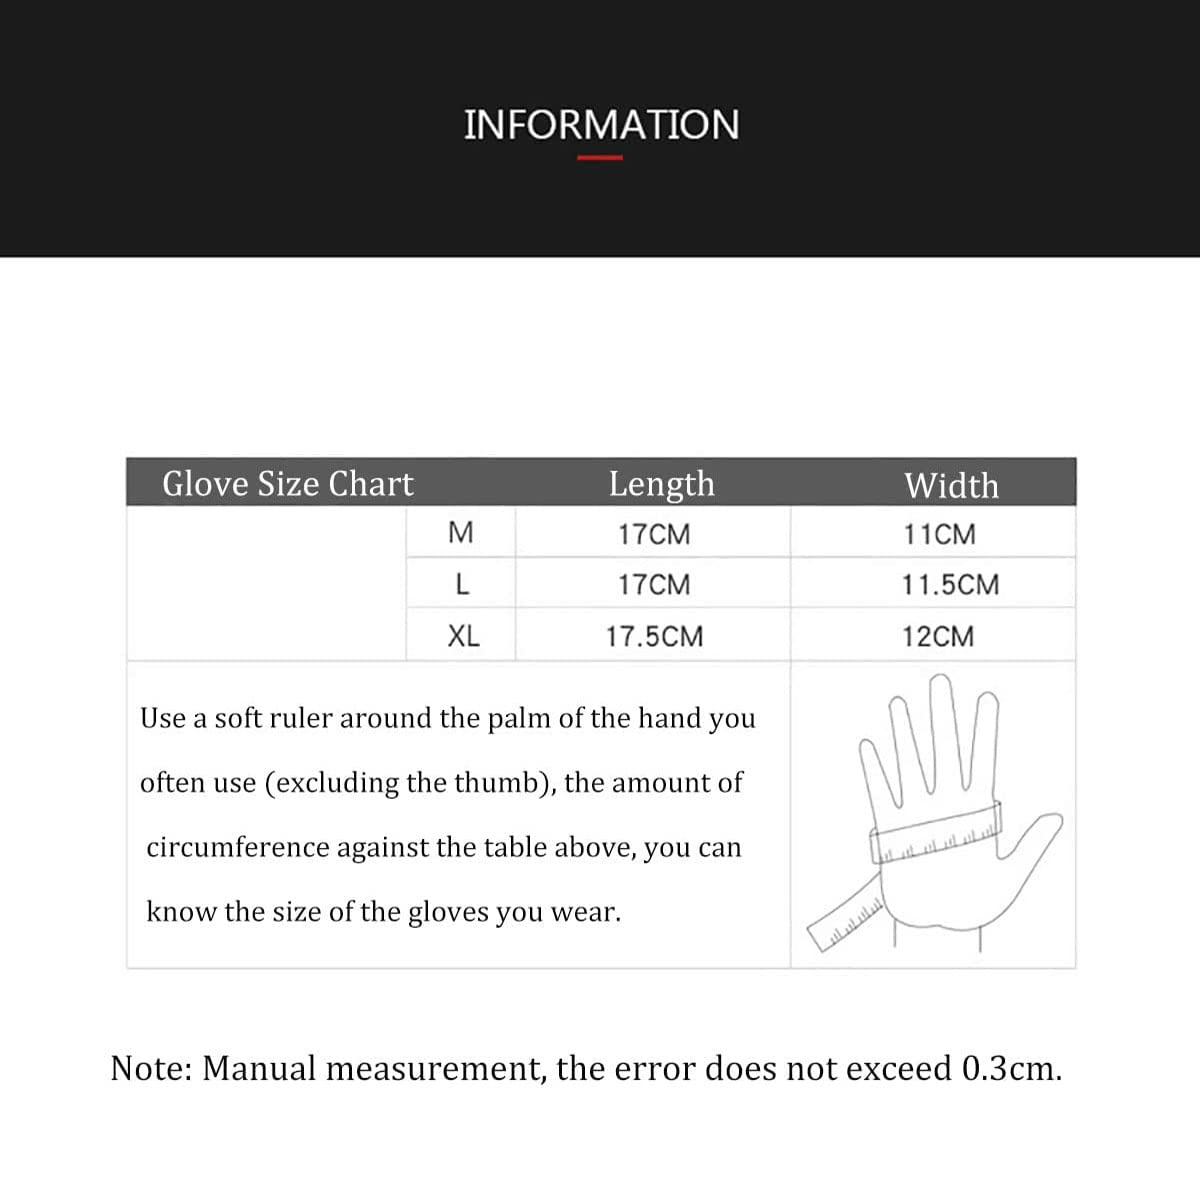 INFORMATION
Glove Size Chart Length Width
M 17CM 11CM
L 17CM 11.5CM
XL 17.5CM 12CM
Use a soft ruler around the palm of the hand you
often use (excluding the thumb), the amount of
circumference against the table above, you can
know the size of the gloves you wear.
Note: Manual measurement, the error does not exceed 0.3cm.